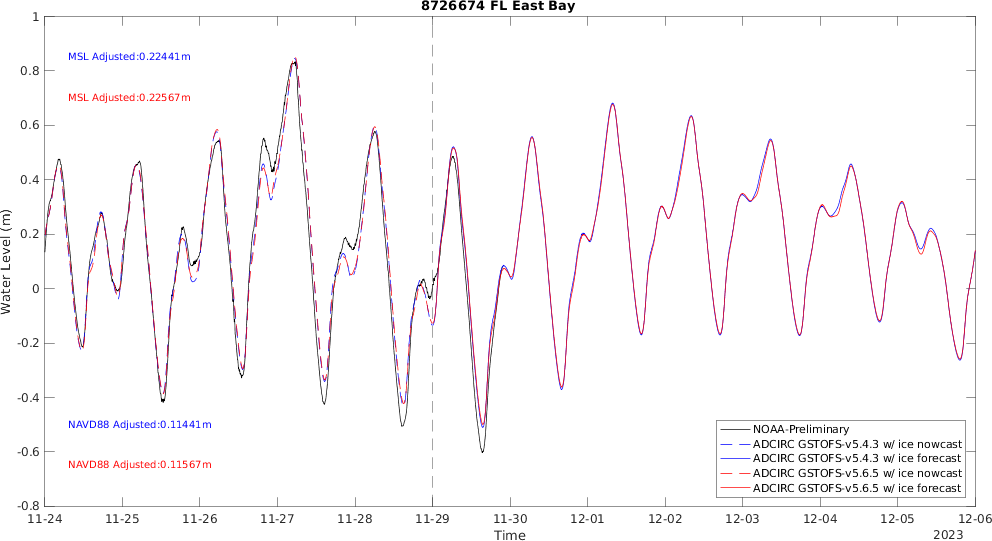 8726674 FL East Bay
1
0.8
0.6
0.4
0.2
0
-0.2
-0.4
-0.6
-0.8
Water Level (m)
MSL Adjusted:0.22441m
MSL Adjusted:0.22567m
NAVD88 Adjusted:0.11441m
NAVD88 Adjusted:0.11567m
NOAA-Preliminary
ADCIRC GSTOFS-v5.4.3 w/ ice nowcast
ADCIRC GSTOFS-v5.4.3 w/ ice forecast
ADCIRC GSTOFS-v5.6.5 w/ ice nowcast
ADCIRC GSTOFS-v5.6.5 w/ ice forecast
11-24 11-25 11-26 11-27 11-28 11-29 11-30 12-01 12-02 12-03 12-04 12-05 12-06
Time
2023